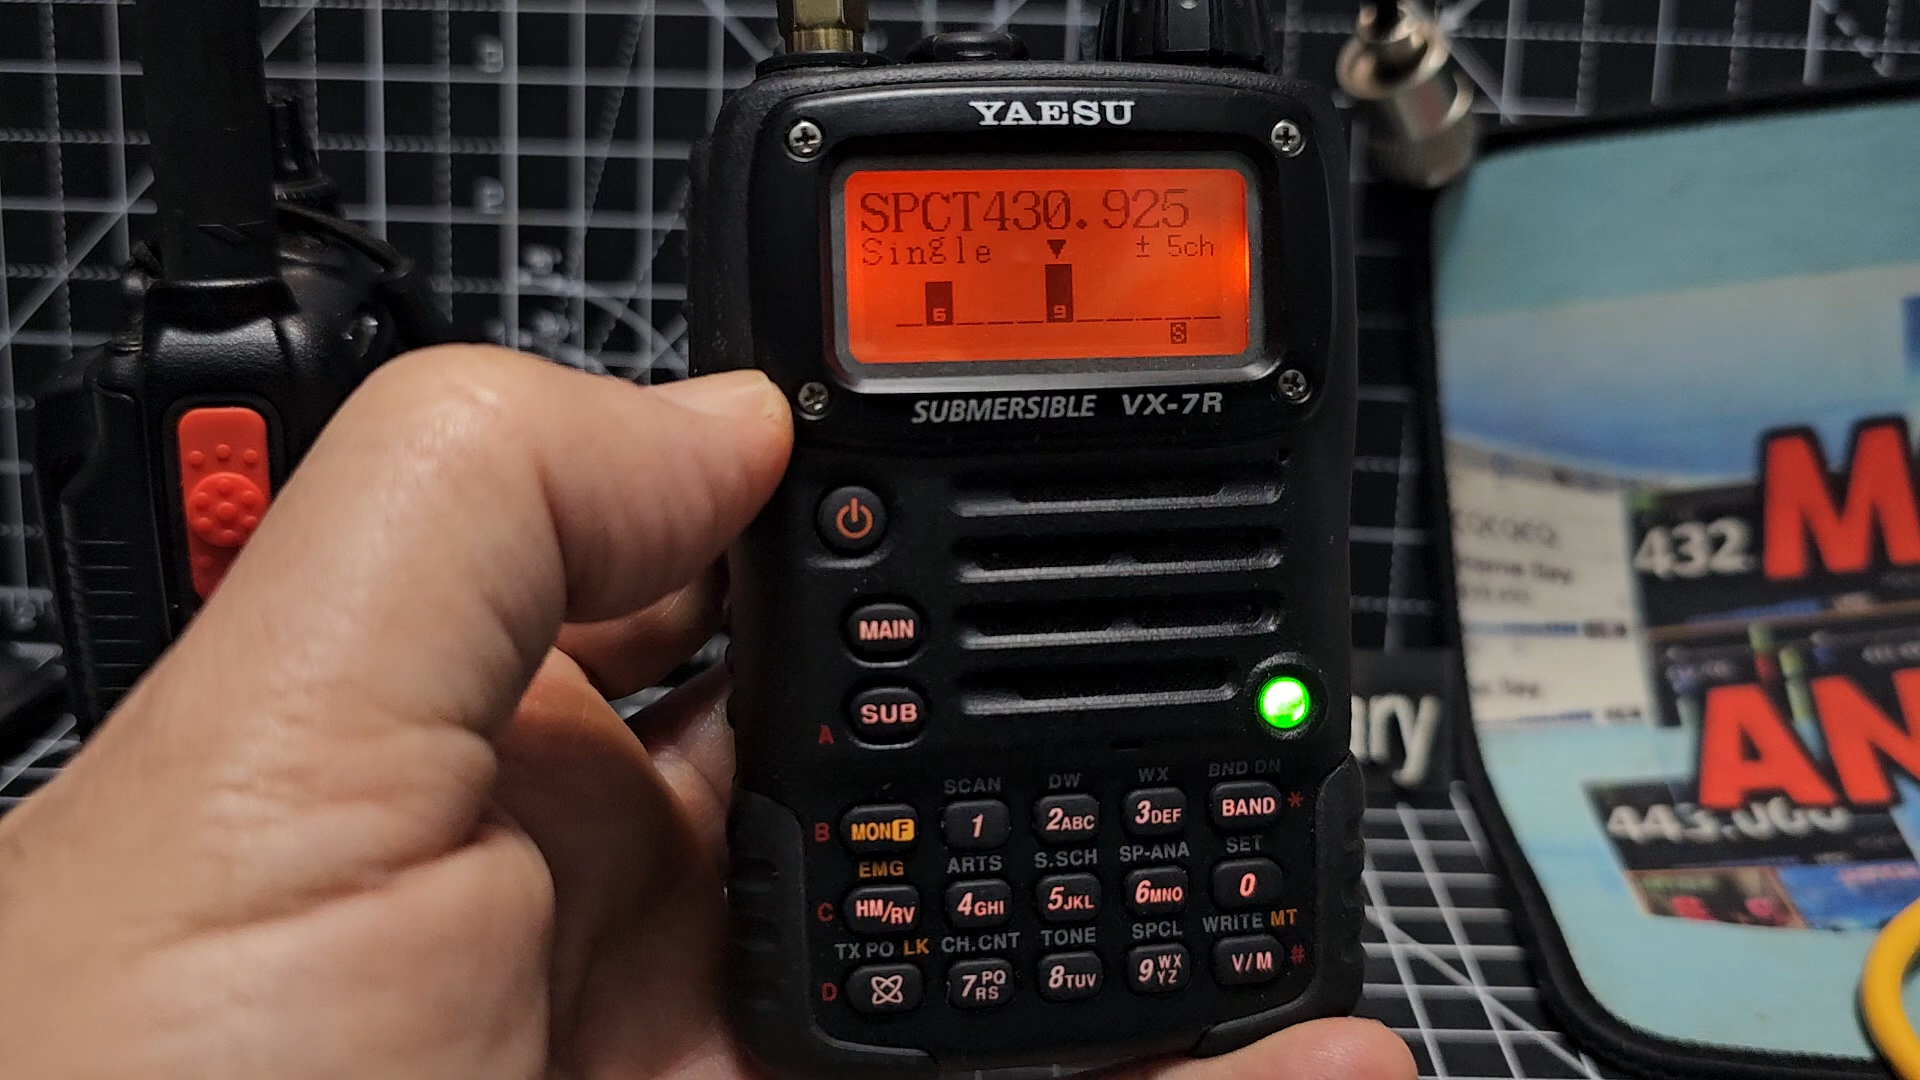 YAESU
SPCT430.925
Single ▼ ± 5ch
6 9
S
SUBMERSIBLE VX-7R
MAIN
SUB
A
SCAN DW WX BND DN
B MON F 1 2ABC 3DEF BAND *
EMG ARTS S.SCH SP-ANA SET
C HM/RV 4GHI 5JKL 6MNO 0
TX PO LK CH.CNT TONE SPCL WRITE MT
D 7PQRS 8TUV 9WXYZ V/M #
432
M
AN
443.060
ary